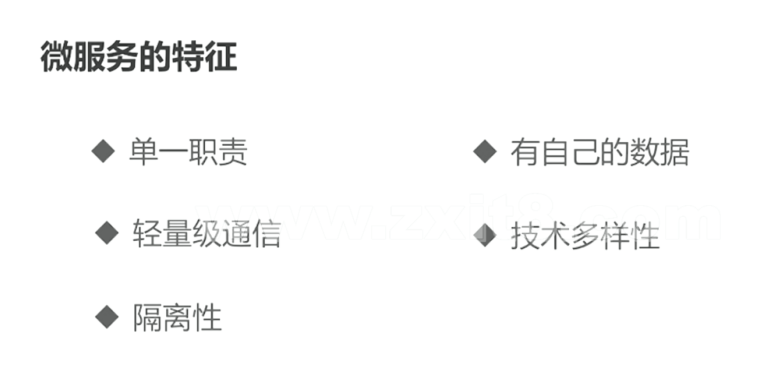 微服务的特征
单一职责
有自己的数据
轻量级通信
技术多样性
隔离性